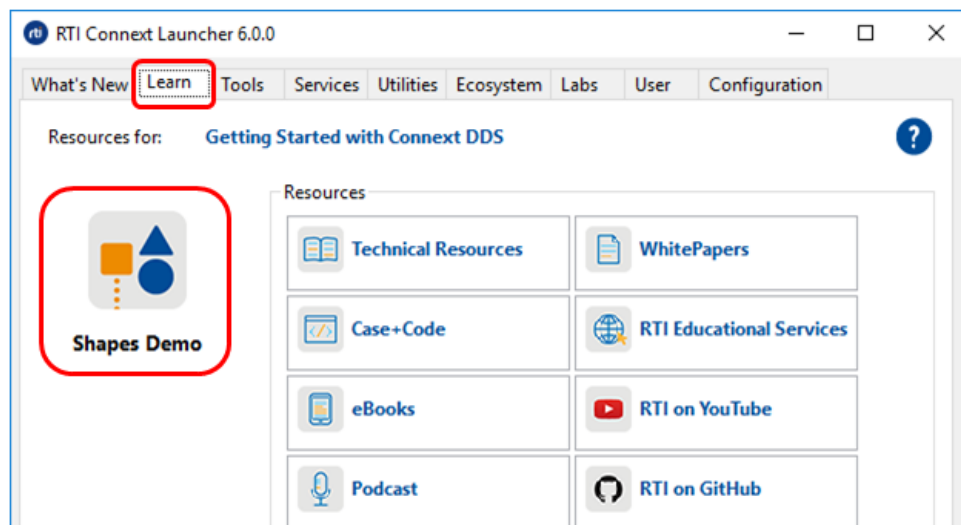 rti RTI Connext Launcher 6.0.0
What's New Learn Tools Services Utilities Ecosystem Labs User Configuration
Resources for: Getting Started with Connext DDS ?
Resources
Technical Resources WhitePapers
Case+Code RTI Educational Services
Shapes Demo
eBooks RTI on YouTube
Podcast RTI on GitHub